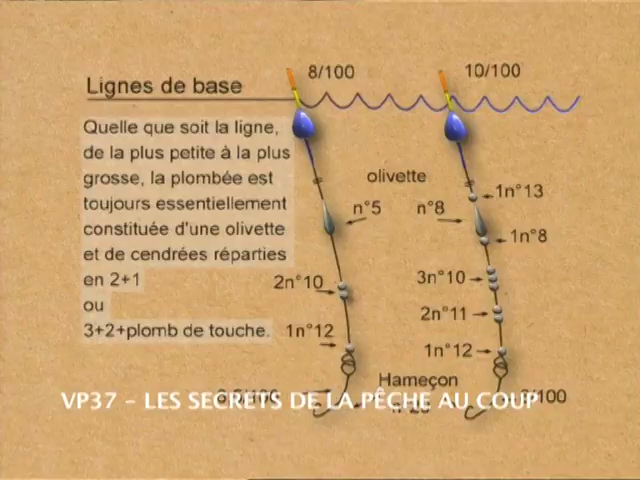 8/100
10/100
Lignes de base
Quelle que soit la ligne,
de la plus petite à la plus
grosse, la plombée est
toujours essentiellement
constituée d'une olivette
et de cendrées réparties
en 2+1
ou
3+2+plomb de touche.
olivette
n°5
n°8
2n°10
1n°12
1n°13
1n°8
3n°10
2n°11
1n°12
Hameçon
VP37 – LES SECRETS DE LA PÊCHE AU COUP